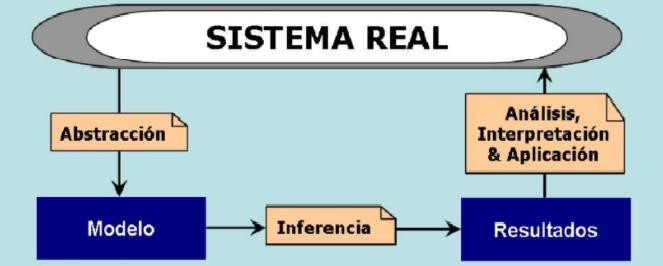 SISTEMA REAL
Abstracción
Análisis,
Interpretación
& Aplicación
Modelo
Inferencia
Resultados